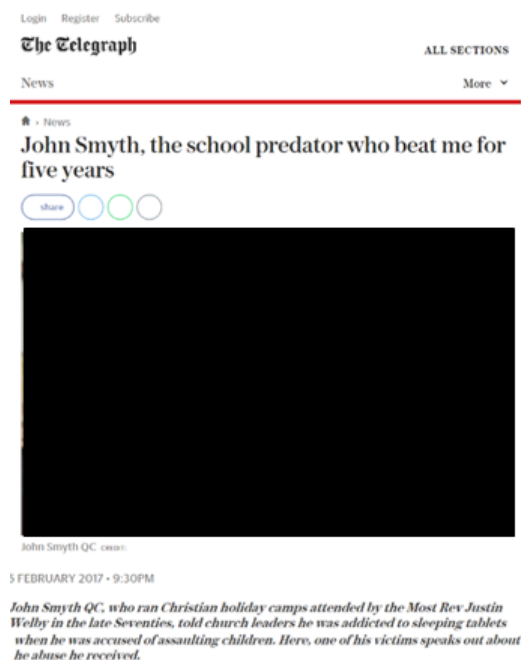 Login Register Subscribe
The Telegraph
ALL SECTIONS
News
More
News
John Smyth, the school predator who beat me for
five years
share
John Smyth QC CREDIT:
5 FEBRUARY 2017 • 9:30PM
John Smyth QC, who ran Christian holiday camps attended by the Most Rev Justin
Welby in the late Seventies, told church leaders he was addicted to sleeping tablets
when he was accused of assaulting children. Here, one of his victims speaks out about
he abuse he received.